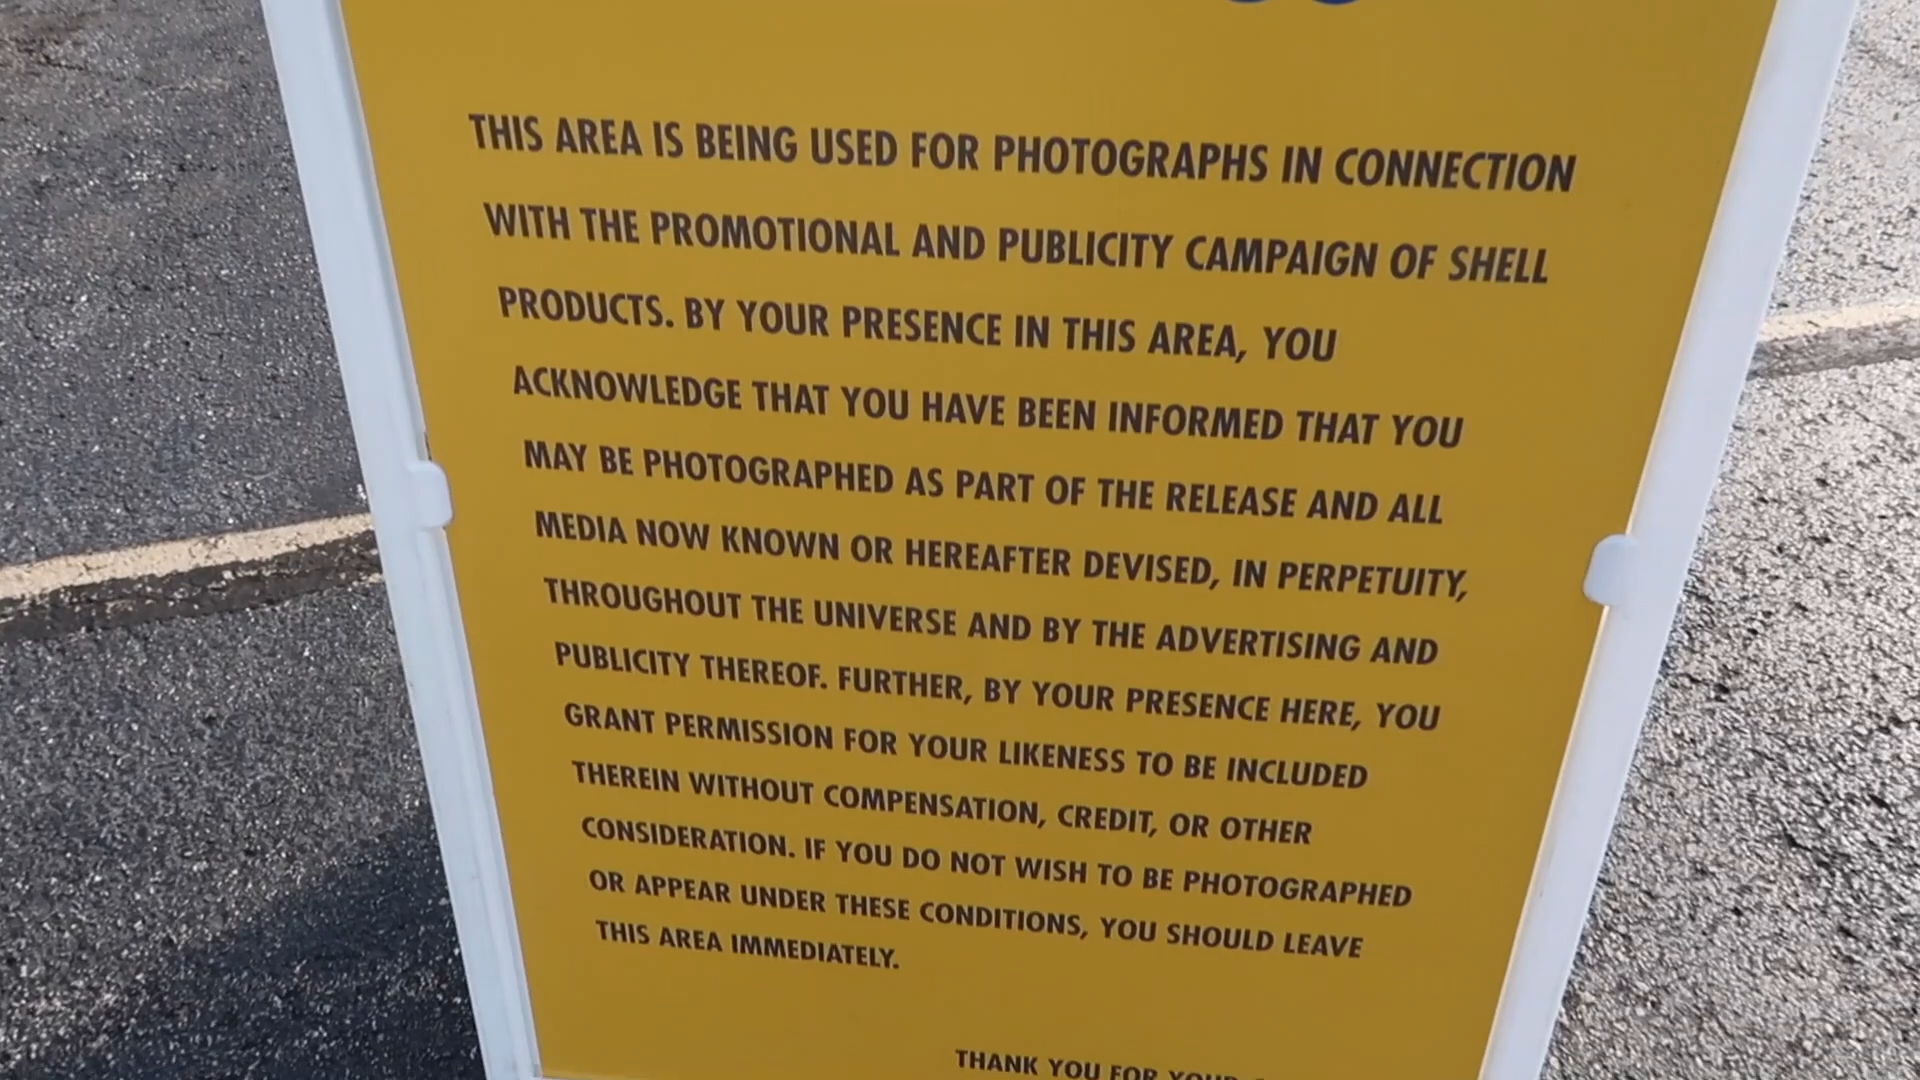 THIS AREA IS BEING USED FOR PHOTOGRAPHS IN CONNECTION
WITH THE PROMOTIONAL AND PUBLICITY CAMPAIGN OF SHELL
PRODUCTS. BY YOUR PRESENCE IN THIS AREA, YOU
ACKNOWLEDGE THAT YOU HAVE BEEN INFORMED THAT YOU
MAY BE PHOTOGRAPHED AS PART OF THE RELEASE AND ALL
MEDIA NOW KNOWN OR HEREAFTER DEVISED, IN PERPETUITY,
THROUGHOUT THE UNIVERSE AND BY THE ADVERTISING AND
PUBLICITY THEREOF. FURTHER, BY YOUR PRESENCE HERE, YOU
GRANT PERMISSION FOR YOUR LIKENESS TO BE INCLUDED
THEREIN WITHOUT COMPENSATION, CREDIT, OR OTHER
CONSIDERATION. IF YOU DO NOT WISH TO BE PHOTOGRAPHED
OR APPEAR UNDER THESE CONDITIONS, YOU SHOULD LEAVE
THIS AREA IMMEDIATELY.
THANK YOU FOR YOUR